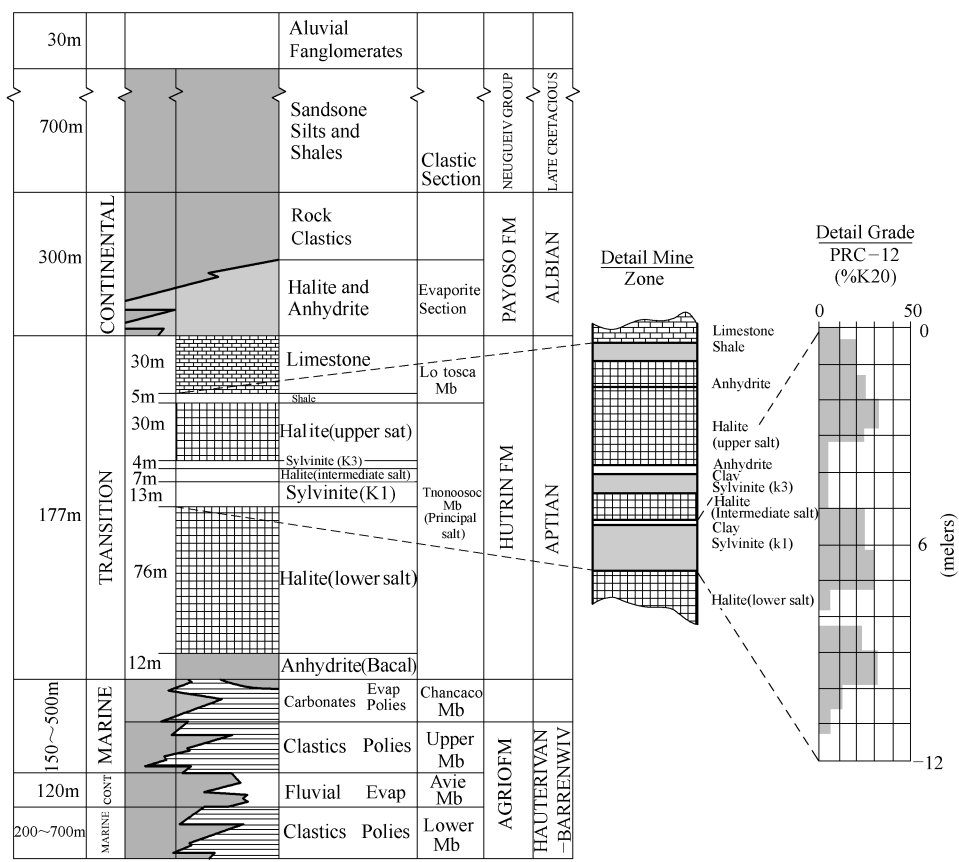 30m
Aluvial
Fanglomerates
700m
Sandsone
Silts and
Shales
Clastic
Section
NEUGUEIV GROUP
LATE CRETACIOUS
300m
CONTINENTAL
Rock
Clastics
Halite and
Anhydrite
Evaporite
Section
PAYOSO FM
ALBIAN
177m
TRANSITION
30m
Limestone
Lo tosca
Mb
5m
Shale
30m
Halite(upper sat)
4m
Sylvinite (K3)
7m
Halite(intermediate salt)
13m
Sylvinite(K1)
Tnonoosoc
Mb
(Principal
salt)
76m
Halite(lower salt)
12m
Anhydrite(Bacal)
HUTRIN FM
APTIAN
150~500m
MARINE
Carbonates
Evap
Polies
Chancaco
Mb
Clastics
Polies
Upper
Mb
120m
CONT
Fluvial
Evap
Avie
Mb
200~700m
MARINE
Clastics
Polies
Lower
Mb
AGRIOFM
HAUTERIVAN
-BARRENWIV
Detail Mine
Zone
Limestone
Shale
Anhydrite
Halite
(upper salt)
Anhydrite
Clay
Sylvinite (k3)
Halite
(Intermediate salt)
Clay
Sylvinite (k1)
Halite(lower salt)
Detail Grade
PRC-12
(%K20)
0
50
0
6
-12
(melers)